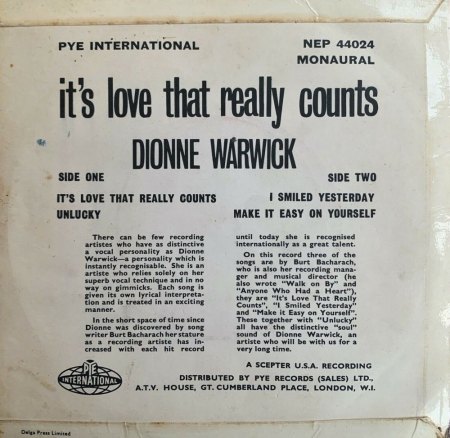 PYE INTERNATIONAL
NEP 44024
MONAURAL
it's love that really counts
DIONNE WARWICK
SIDE ONE
IT'S LOVE THAT REALLY COUNTS
UNLUCKY
SIDE TWO
I SMILED YESTERDAY
MAKE IT EASY ON YOURSELF
There can be few recording
artistes who have as distinctive
a vocal personality as Dionne
Warwick—a personality which is
instantly recognisable. She is an
artiste who relies solely on her
superb vocal technique and in no
way on gimmicks. Each song is
given its own lyrical interpreta-
tion and is treated in an exciting
manner.
In the short space of time since
Dionne was discovered by song
writer Burt Bacharach her stature
as a recording artiste has in-
creased with each hit record
until today she is recognised
internationally as a great talent.
On this record three of the
songs are by Burt Bacharach,
who is also her recording mana-
ger and musical director (he
also wrote "Walk on By" and
"Anyone Who Had a Heart"),
they are "It's Love That Really
Counts", "I Smiled Yesterday"
and "Make it Easy on Yourself".
These together with "Unlucky"
all have the distinctive "soul"
sound of Dionne Warwick, an
artiste who will be with us for a
very long time.
A SCEPTER U.S.A. RECORDING
PYE
INTERNATIONAL
DISTRIBUTED BY PYE RECORDS (SALES) LTD.,
A.T.V. HOUSE, GT. CUMBERLAND PLACE, LONDON, W.I.
Delga Press Limited